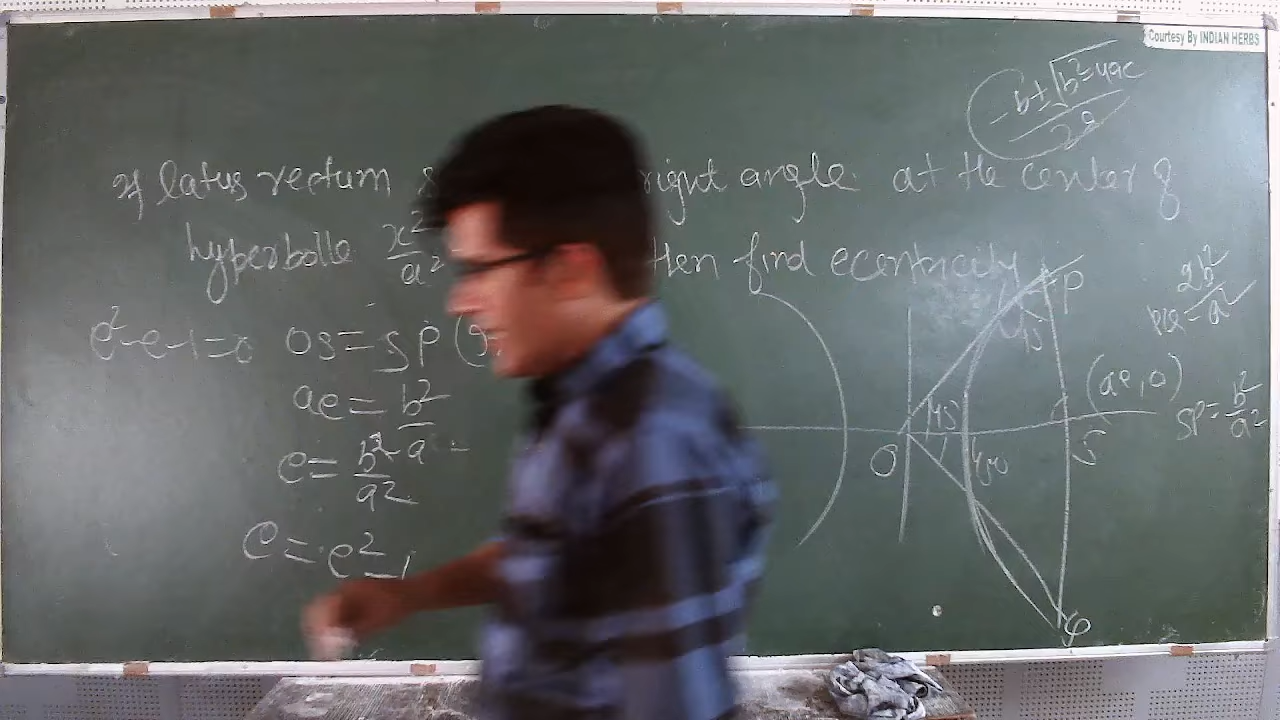 Courtesy By INDIAN HERBS
-b±√b²-4ac
2a
If latus rectum right angle at the center of
hyperbolle x²/a² then find ecentricity
e²-e-1=0 OS=SP
ae=b²/a
e=b²/a²
e=e²-1
P
PQ=2b²/a
45
(ae,0)
SP=b²/a
45
O
S
Q